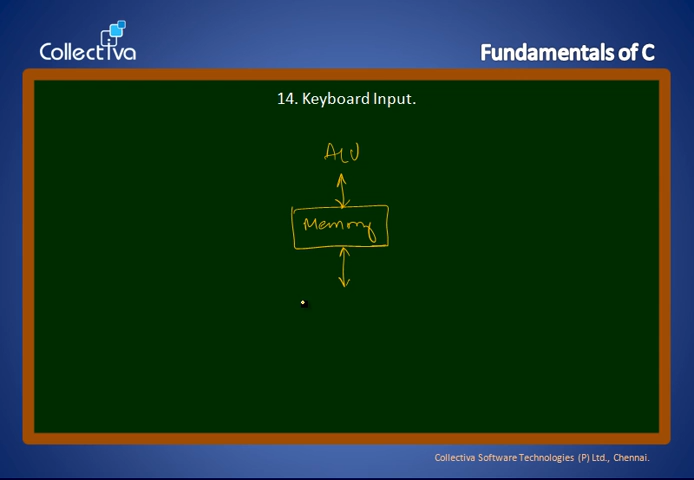 Collectiva
Fundamentals of C
14. Keyboard Input.
ALU
Memory
Collectiva Software Technologies (P) Ltd., Chennai.